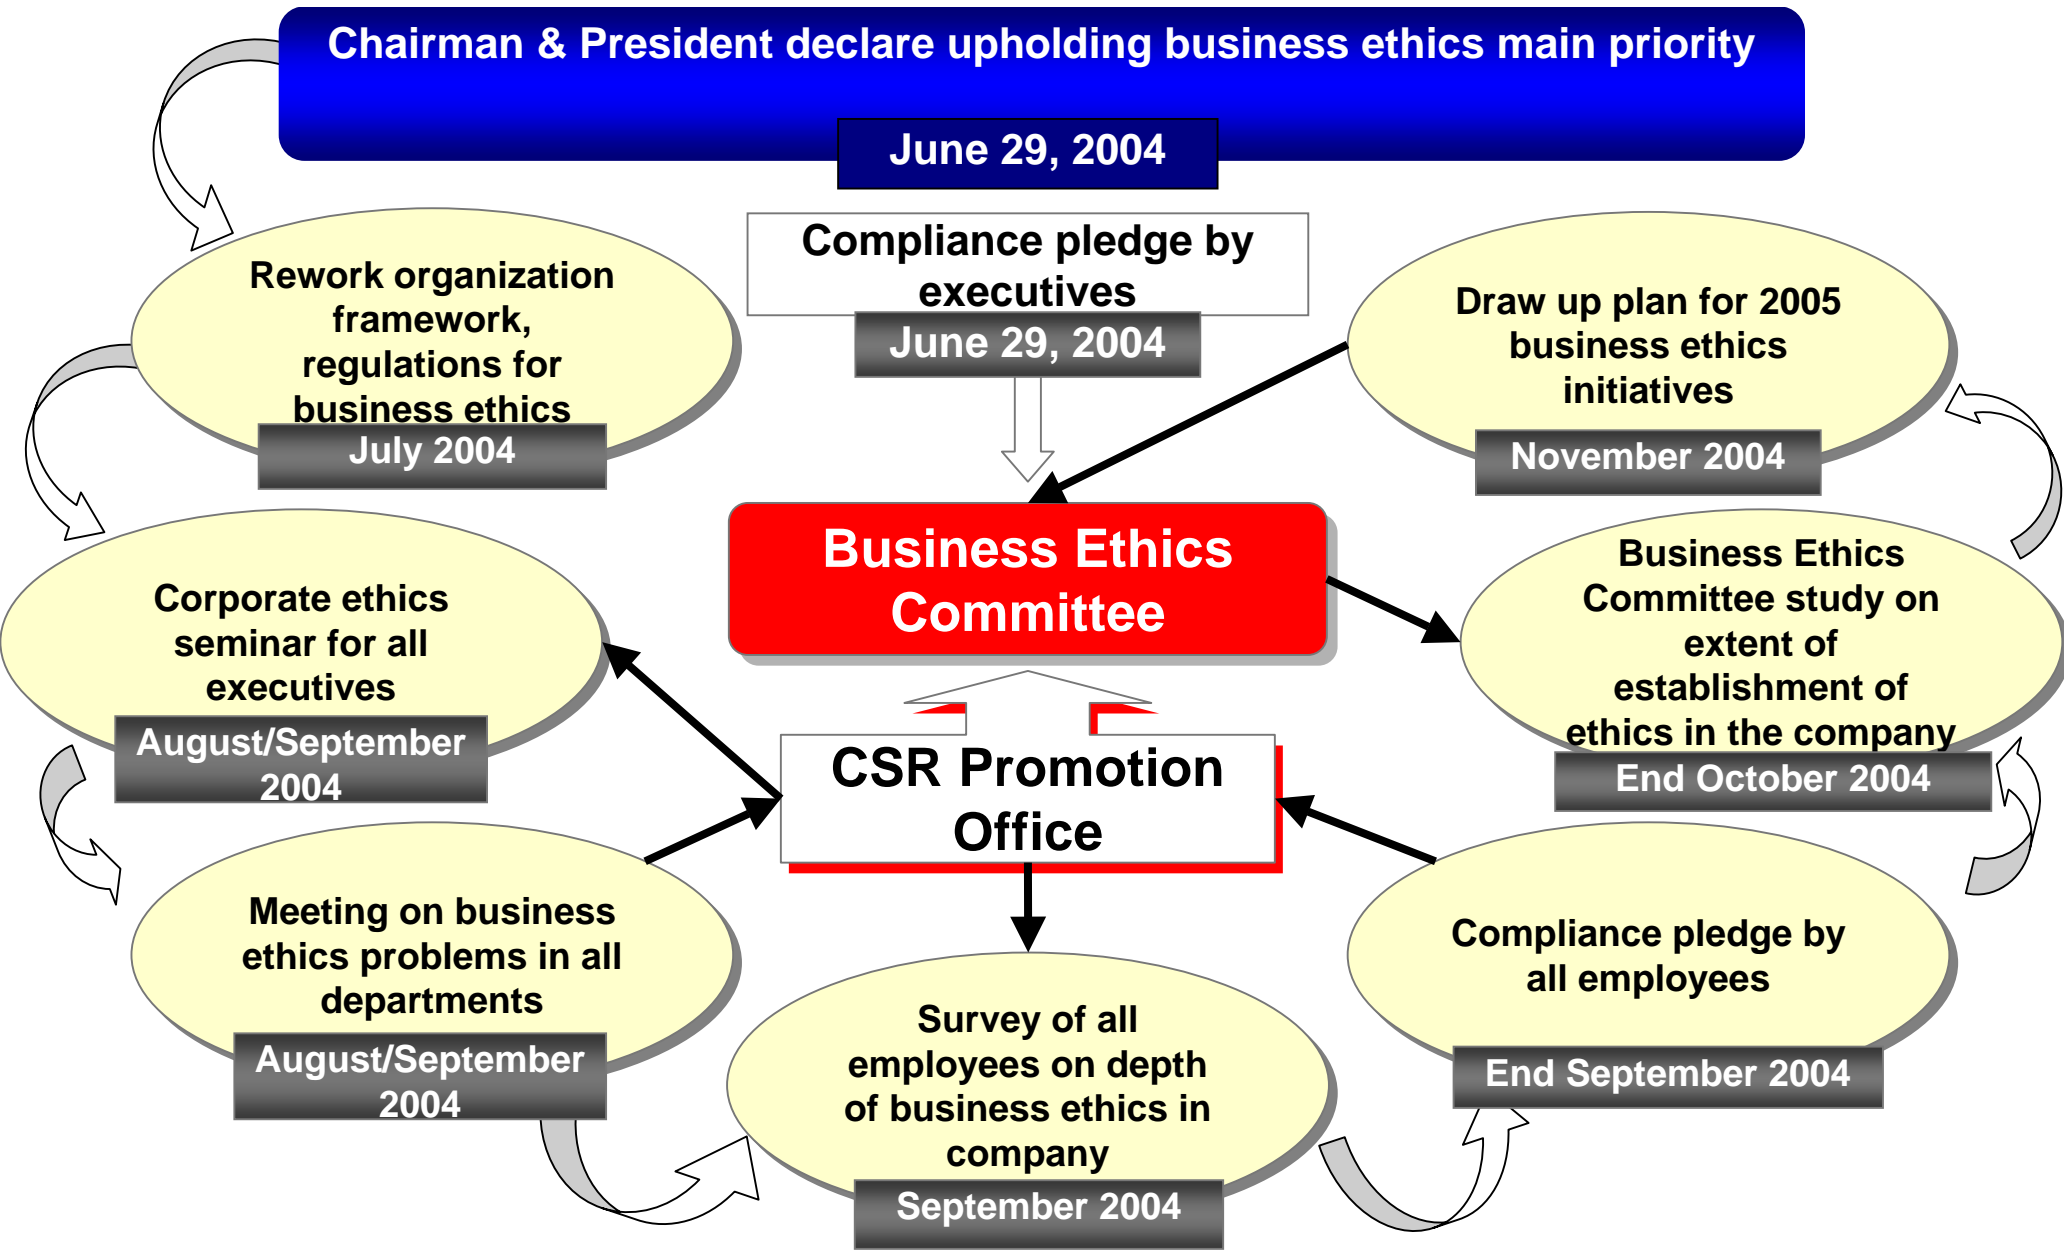 Chairman & President declare upholding business ethics main priority
June 29, 2004
Compliance pledge by
executives
June 29, 2004
Rework organization
framework,
regulations for
business ethics
July 2004
Draw up plan for 2005
business ethics
initiatives
November 2004
Business Ethics
Committee
Corporate ethics
seminar for all
executives
August/September
2004
Business Ethics
Committee study on
extent of
establishment of
ethics in the company
End October 2004
CSR Promotion
Office
Meeting on business
ethics problems in all
departments
August/September
2004
Survey of all
employees on depth
of business ethics in
company
September 2004
Compliance pledge by
all employees
End September 2004